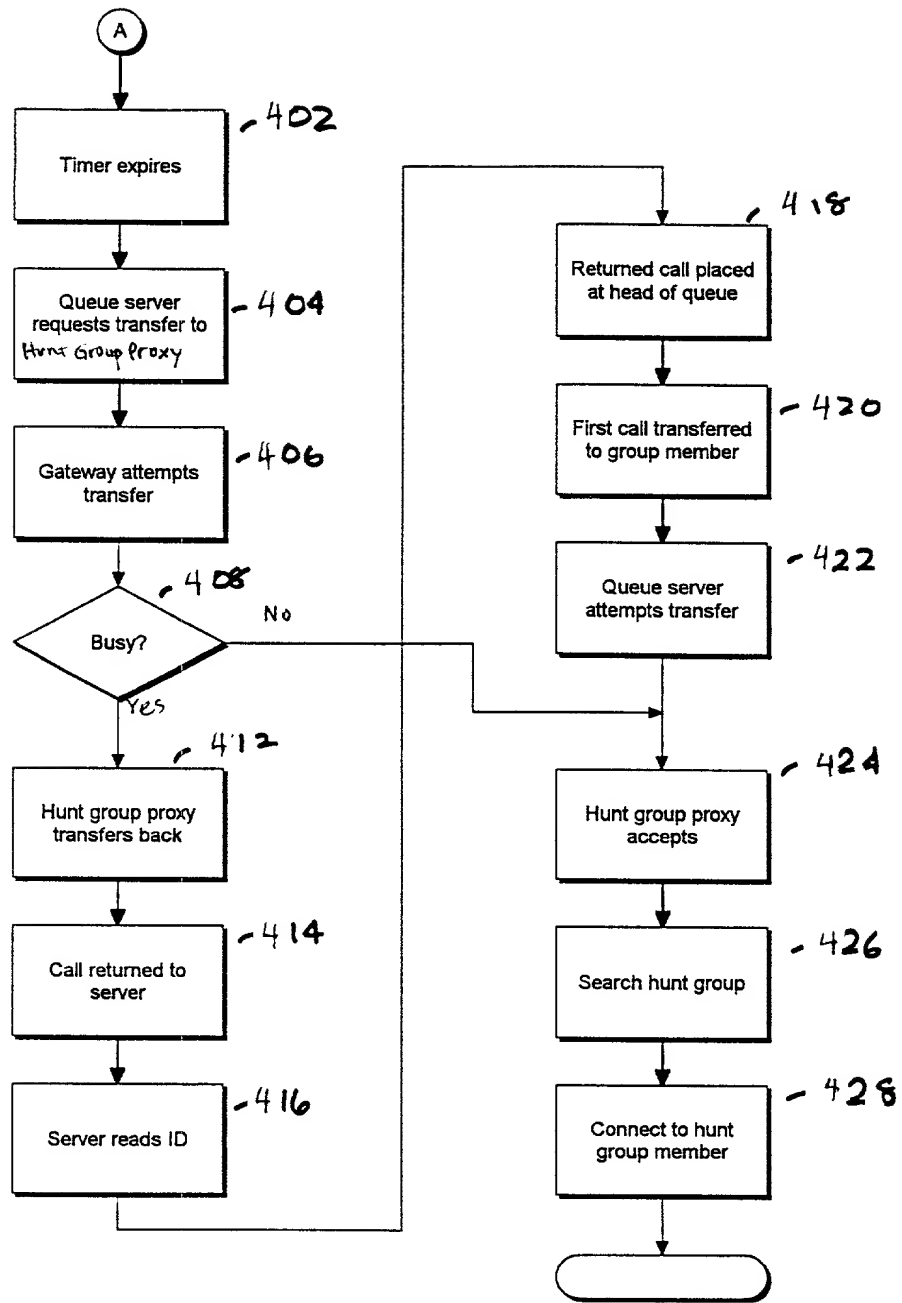 A
402
Timer expires
404
Queue server
requests transfer to
Hunt Group Proxy
406
Gateway attempts
transfer
408
Busy?
No
Yes
412
Hunt group proxy
transfers back
414
Call returned to
server
416
Server reads ID
418
Returned call placed
at head of queue
420
First call transferred
to group member
422
Queue server
attempts transfer
424
Hunt group proxy
accepts
426
Search hunt group
428
Connect to hunt
group member